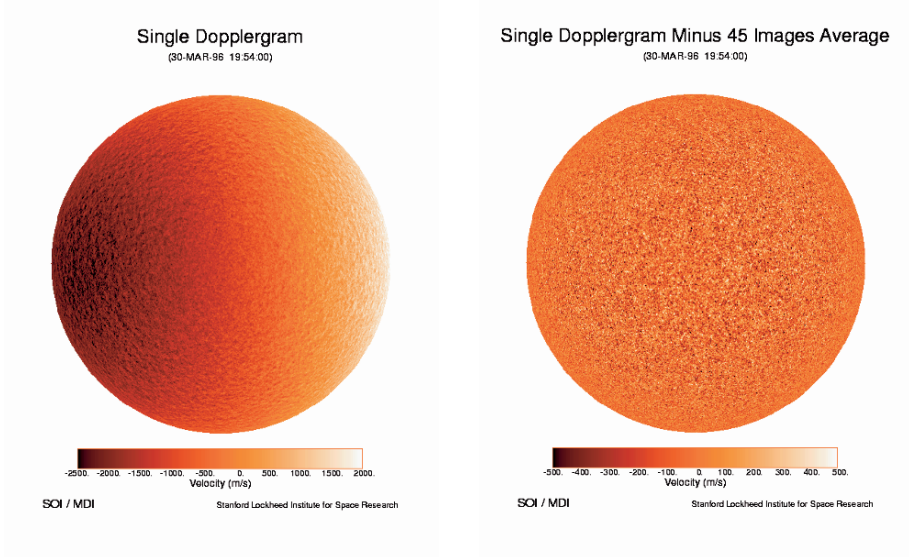 Single Dopplergram
(30-MAR-96 19:54:00)
-2500. -2000. -1500. -1000. -500. 0. 500. 1000. 1500. 2000.
Velocity (m/s)
SOI / MDI
Stanford Lockheed Institute for Space Research
Single Dopplergram Minus 45 Images Average
(30-MAR-96 19:54:00)
-500. -400. -300. -200. -100. 0. 100. 200. 300. 400. 500.
Velocity (m/s)
SOI / MDI
Stanford Lockheed Institute for Space Research